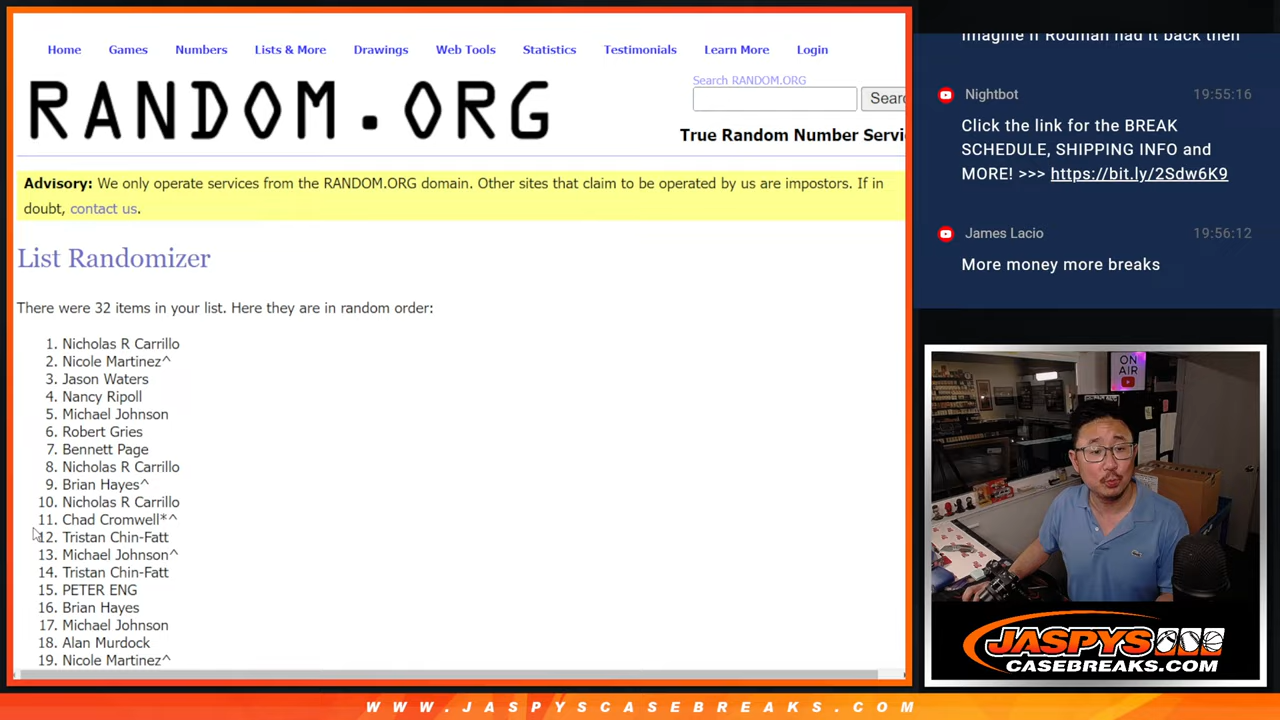 Home Games Numbers Lists & More Drawings Web Tools Statistics Testimonials Learn More Login
RANDOM.ORG
Search RANDOM.ORG
Sear
True Random Number Servi
Advisory: We only operate services from the RANDOM.ORG domain. Other sites that claim to be operated by us are impostors. If in
doubt, contact us.
List Randomizer
There were 32 items in your list. Here they are in random order:
1. Nicholas R Carrillo
2. Nicole Martinez^
3. Jason Waters
4. Nancy Ripoll
5. Michael Johnson
6. Robert Gries
7. Bennett Page
8. Nicholas R Carrillo
9. Brian Hayes^
10. Nicholas R Carrillo
11. Chad Cromwell*^
12. Tristan Chin-Fatt
13. Michael Johnson^
14. Tristan Chin-Fatt
15. PETER ENG
16. Brian Hayes
17. Michael Johnson
18. Alan Murdock
19. Nicole Martinez^
imagine if Rodman had it back then
Nightbot 19:55:16
Click the link for the BREAK
SCHEDULE, SHIPPING INFO and
MORE! >>> https://bit.ly/2Sdw6K9
James Lacio 19:56:12
More money more breaks
ON
AIR
JASPYS
CASEBREAKS.COM
WWW.JASPYSCASEBREAKS.COM